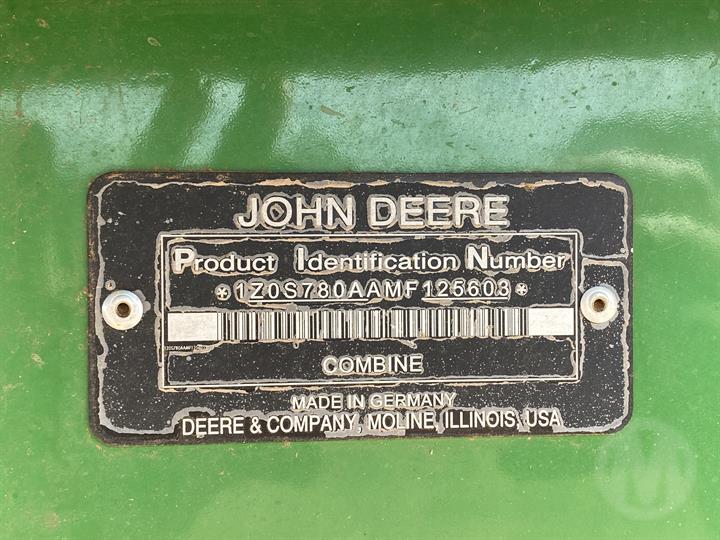 JOHN DEERE
Product Identification Number
*1Z0S780AAMF125603*
COMBINE
MADE IN GERMANY
DEERE & COMPANY, MOLINE, ILLINOIS, USA
M